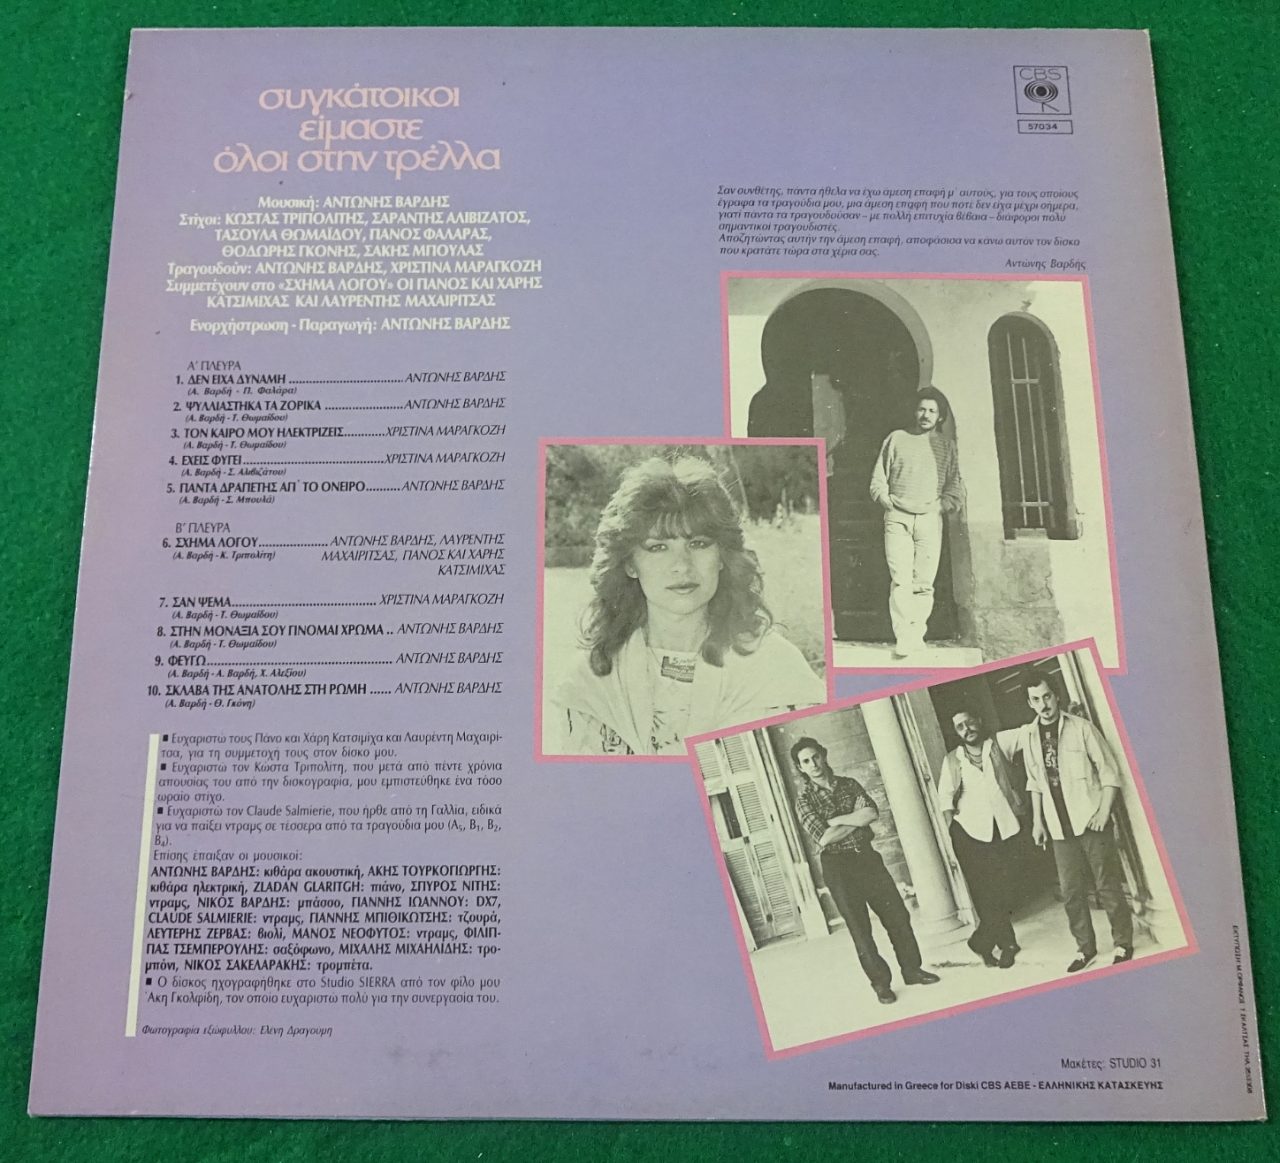 συγκάτοικοι
είμαστε
όλοι στην τρέλλα
Μουσική: ΑΝΤΩΝΗΣ ΒΑΡΔΗΣ
Στίχοι: ΚΩΣΤΑΣ ΤΡΙΠΟΛΙΤΗΣ, ΣΑΡΑΝΤΗΣ ΑΛΙΒΙΖΑΤΟΣ,
ΤΑΣΟΥΛΑ ΘΩΜΑΪΔΟΥ, ΠΑΝΟΣ ΦΑΛΑΡΑΣ,
ΘΟΔΩΡΗΣ ΓΚΟΝΗΣ, ΣΑΚΗΣ ΜΠΟΥΛΑΣ
Τραγουδούν: ΑΝΤΩΝΗΣ ΒΑΡΔΗΣ, ΧΡΙΣΤΙΝΑ ΜΑΡΑΓΚΟΖΗ
Συμμετέχουν στο «ΣΧΗΜΑ ΛΟΓΟΥ» ΟΙ ΠΑΝΟΣ ΚΑΙ ΧΑΡΗΣ
ΚΑΤΣΙΜΙΧΑΣ ΚΑΙ ΛΑΥΡΕΝΤΗΣ ΜΑΧΑΙΡΙΤΣΑΣ
Ενορχήστρωση - Παραγωγή: ΑΝΤΩΝΗΣ ΒΑΡΔΗΣ
Α' ΠΛΕΥΡΑ
1. ΔΕΝ ΕΙΧΑ ΔΥΝΑΜΗ ................................. ΑΝΤΩΝΗΣ ΒΑΡΔΗΣ
(Α. Βαρδή - Π. Φαλάρα)
2. ΨΥΛΛΙΑΣΤΗΚΑ ΤΑ ΖΟΡΙΚΑ ....................... ΑΝΤΩΝΗΣ ΒΑΡΔΗΣ
(Α. Βαρδή - Τ. Θωμαΐδου)
3. ΤΟΝ ΚΑΙΡΟ ΜΟΥ ΗΛΕΚΤΡΙΖΕΙΣ............ΧΡΙΣΤΙΝΑ ΜΑΡΑΓΚΟΖΗ
(Α. Βαρδή - Τ. Θωμαΐδου)
4. ΕΧΕΙΣ ΦΥΓΕΙ..........................................ΧΡΙΣΤΙΝΑ ΜΑΡΑΓΚΟΖΗ
(Α. Βαρδή - Σ. Αλιβιζάτου)
5. ΠΑΝΤΑ ΔΡΑΠΕΤΗΣ ΑΠ' ΤΟ ΟΝΕΙΡΟ..........ΑΝΤΩΝΗΣ ΒΑΡΔΗΣ
(Α. Βαρδή - Σ. Μπουλά)
Β' ΠΛΕΥΡΑ
6. ΣΧΗΜΑ ΛΟΓΟΥ....................ΑΝΤΩΝΗΣ ΒΑΡΔΗΣ, ΛΑΥΡΕΝΤΗΣ
(Α. Βαρδή - Κ. Τριπολίτη) ΜΑΧΑΙΡΙΤΣΑΣ, ΠΑΝΟΣ ΚΑΙ ΧΑΡΗΣ
ΚΑΤΣΙΜΙΧΑΣ
7. ΣΑΝ ΨΕΜΑ.......................................... ΧΡΙΣΤΙΝΑ ΜΑΡΑΓΚΟΖΗ
(Α. Βαρδή - Τ. Θωμαΐδου)
8. ΣΤΗΝ ΜΟΝΑΞΙΑ ΣΟΥ ΓΙΝΟΜΑΙ ΧΡΩΜΑ .. ΑΝΤΩΝΗΣ ΒΑΡΔΗΣ
(Α. Βαρδή - Τ. Θωμαΐδου)
9. ΦΕΥΓΩ...................................................... ΑΝΤΩΝΗΣ ΒΑΡΔΗΣ
(Α. Βαρδή - Α. Βαρδή, Χ. Αλεξίου)
10. ΣΚΛΑΒΑ ΤΗΣ ΑΝΑΤΟΛΗΣ ΣΤΗ ΡΩΜΗ ...... ΑΝΤΩΝΗΣ ΒΑΡΔΗΣ
(Α. Βαρδή - Θ. Γκόνη)
■ Ευχαριστώ τους Πάνο και Χάρη Κατσιμίχα και Λαυρέντη Μαχαιρί-
τσα, για τη συμμετοχή τους στον δίσκο μου.
■ Ευχαριστώ τον Κώστα Τριπολίτη, που μετά από πέντε χρόνια
απουσίας του από την δισκογραφία, μου εμπιστεύθηκε ένα τόσο
ωραίο στίχο.
■ Ευχαριστώ τον Claude Salmierie, που ήρθε από τη Γαλλία, ειδικά
για να παίξει ντραμς σε τέσσερα από τα τραγούδια μου (Α5, Β1, Β2,
Β4).
Επίσης έπαιξαν οι μουσικοί:
ΑΝΤΩΝΗΣ ΒΑΡΔΗΣ: κιθάρα ακουστική, ΑΚΗΣ ΤΟΥΡΚΟΓΙΩΡΓΗΣ:
κιθάρα ηλεκτρική, ZLADAN GLARITGH: πιάνο, ΣΠΥΡΟΣ ΝΙΤΗΣ:
ντραμς, ΝΙΚΟΣ ΒΑΡΔΗΣ: μπάσσο, ΓΙΑΝΝΗΣ ΙΩΑΝΝΟΥ: DX7,
CLAUDE SALMIERIE: ντραμς, ΓΙΑΝΝΗΣ ΜΠΙΘΙΚΩΤΣΗΣ: τζουρά,
ΛΕΥΤΕΡΗΣ ΖΕΡΒΑΣ: βιολί, ΜΑΝΟΣ ΝΕΟΦΥΤΟΣ: ντραμς, ΦΙΛΙΠ-
ΠΑΣ ΤΣΕΜΠΕΡΟΥΛΗΣ: σαξόφωνο, ΜΙΧΑΛΗΣ ΜΙΧΑΗΛΙΔΗΣ: τρο-
μπόνι, ΝΙΚΟΣ ΣΑΚΕΛΑΡΑΚΗΣ: τρομπέτα.
■ Ο δίσκος ηχογραφήθηκε στο Studio SIERRA από τον φίλο μου
Άκη Γκολφίδη, τον οποίο ευχαριστώ πολύ για την συνεργασία του.
Φωτογραφία εξώφυλλου: Ελένη Δραγούμη
CBS
57034
Σαν συνθέτης, πάντα ήθελα να έχω άμεση επαφή μ' αυτούς, για τους οποίους
έγραφα τα τραγούδια μου, μια άμεση επαφή που ποτέ δεν είχα μέχρι σήμερα,
γιατί πάντα τα τραγουδούσαν – με πολλή επιτυχία βέβαια – διάφοροι πολύ
σημαντικοί τραγουδιστές.
Αποζητώντας αυτήν την άμεση επαφή, αποφάσισα να κάνω αυτόν τον δίσκο
που κρατάτε τώρα στα χέρια σας.
Αντώνης Βαρδής
Μακέτες: STUDIO 31
Manufactured in Greece for Diski CBS AEBE - ΕΛΛΗΝΙΚΗΣ ΚΑΤΑΣΚΕΥΗΣ